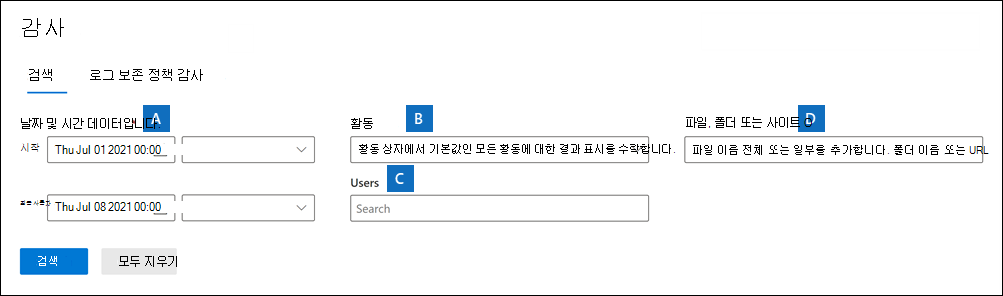 감사
검색 로그 보존 정책 감사
날짜 및 시간 데이터입니다. A
시작 Thu Jul 01 2021 00:00
Thu Jul 08 2021 00:00
활동 B
활동 상자에서 기본값인 모든 활동에 대한 결과 표시를 수락합니다.
Users C
Search
파일, 폴더 또는 사이트 D
파일 이름 전체 또는 일부를 추가합니다. 폴더 이름 또는 URL
검색 모두 지우기